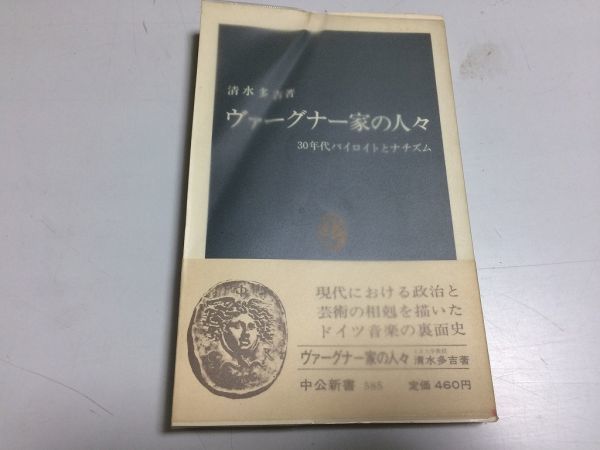 清水多吉著
ヴァーグナー家の人々
30年代バイロイトとナチズム
現代における政治と
芸術の相剋を描いた
ドイツ音楽の裏面史
ヴァーグナー家の人々
清水多吉著
中公新書 585 定価 460円
中